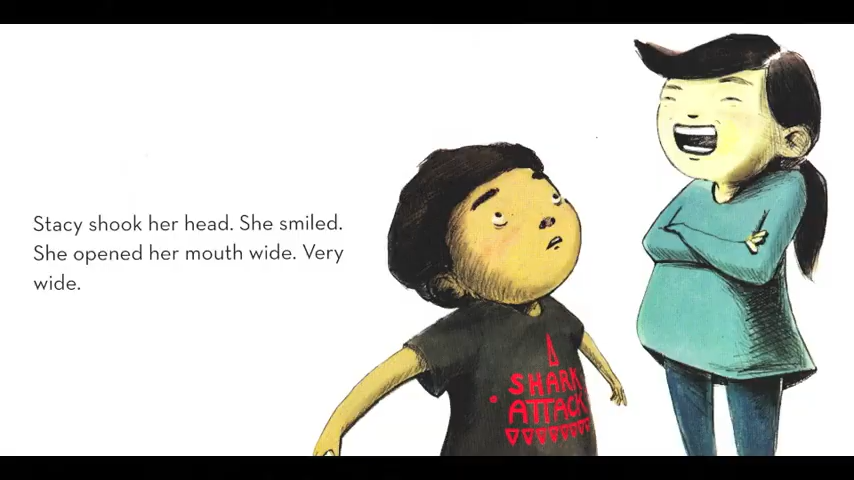 Stacy shook her head. She smiled.
She opened her mouth wide. Very
wide.
SHARK
ATTACK